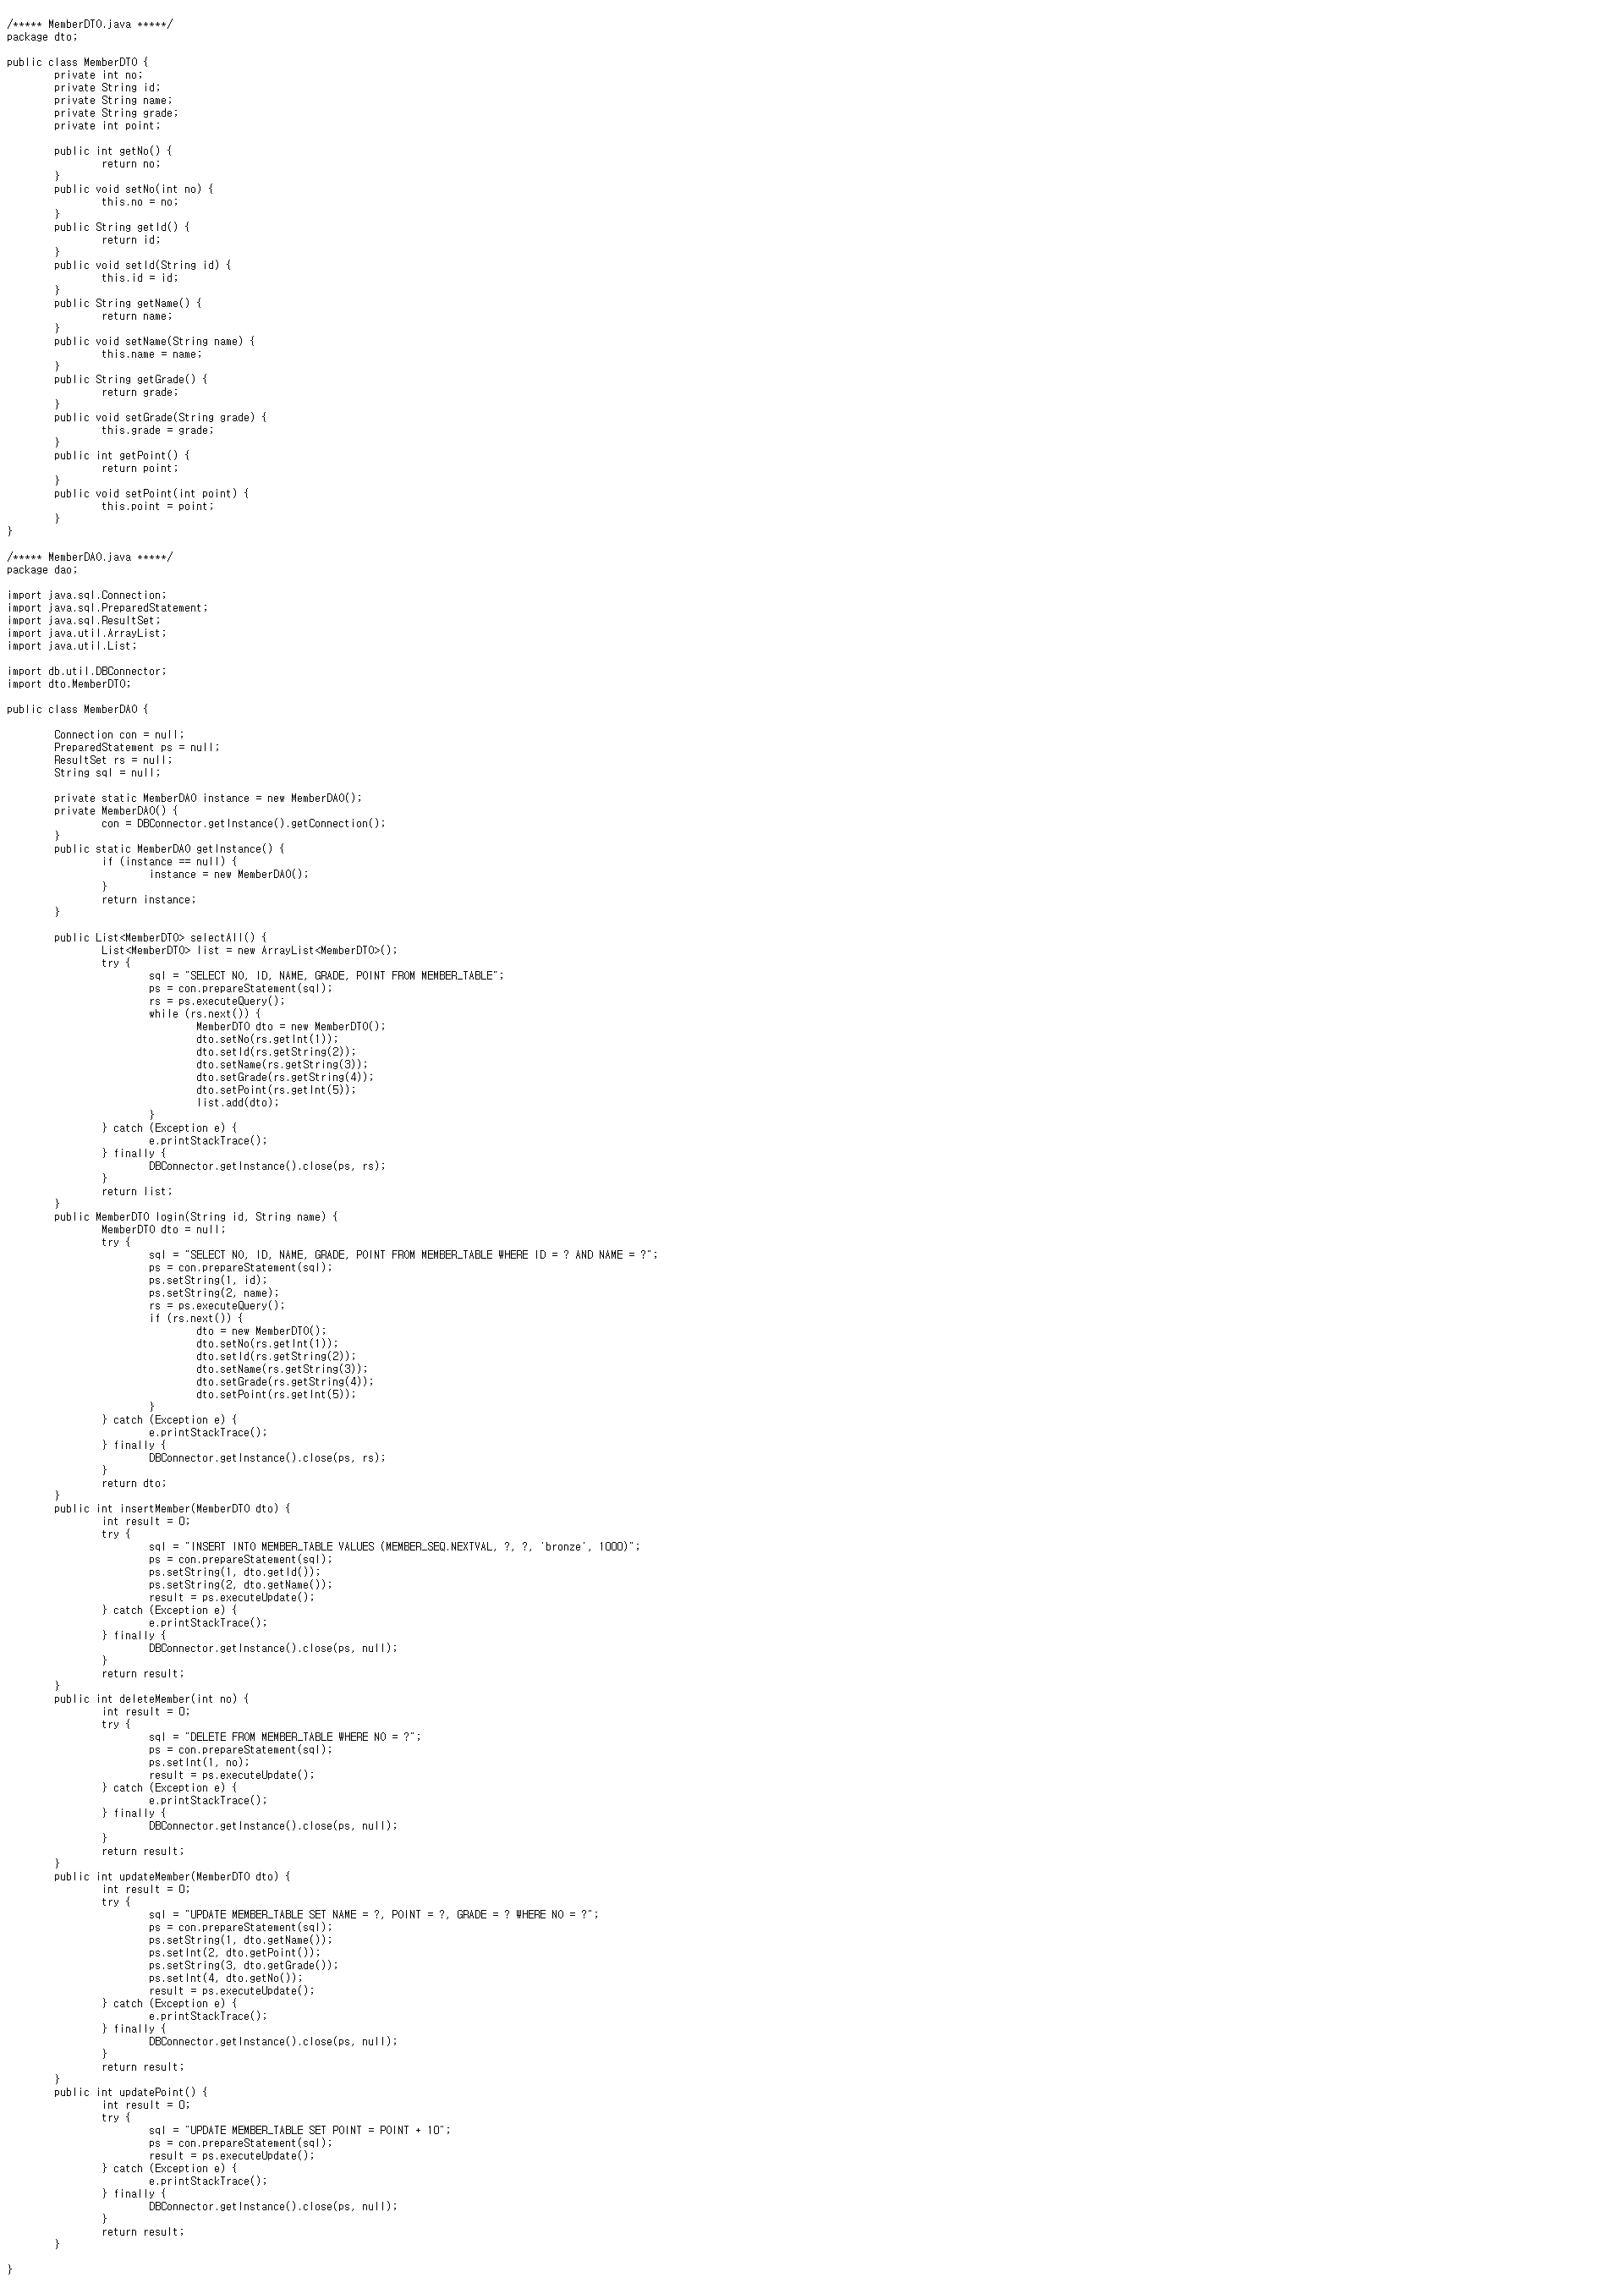 /***** MemberDTO.java *****/
package dto;

public class MemberDTO {
	private int no;
	private String id;
	private String name;
	private String grade;
	private int point;

	public int getNo() {
		return no;
	}
	public void setNo(int no) {
		this.no = no;
	}
	public String getId() {
		return id;
	}
	public void setId(String id) {
		this.id = id;
	}
	public String getName() {
		return name;
	}
	public void setName(String name) {
		this.name = name;
	}
	public String getGrade() {
		return grade;
	}
	public void setGrade(String grade) {
		this.grade = grade;
	}
	public int getPoint() {
		return point;
	}
	public void setPoint(int point) {
		this.point = point;
	}
}

/***** MemberDAO.java *****/
package dao;

import java.sql.Connection;
import java.sql.PreparedStatement;
import java.sql.ResultSet;
import java.util.ArrayList;
import java.util.List;

import db.util.DBConnector;
import dto.MemberDTO;

public class MemberDAO {

	Connection con = null;
	PreparedStatement ps = null;
	ResultSet rs = null;
	String sql = null;

	private static MemberDAO instance = new MemberDAO();
	private MemberDAO() {
		con = DBConnector.getInstance().getConnection();
	}
	public static MemberDAO getInstance() {
		if (instance == null) {
			instance = new MemberDAO();
		}
		return instance;
	}

	public List<MemberDTO> selectAll() {
		List<MemberDTO> list = new ArrayList<MemberDTO>();
		try {
			sql = "SELECT NO, ID, NAME, GRADE, POINT FROM MEMBER_TABLE";
			ps = con.prepareStatement(sql);
			rs = ps.executeQuery();
			while (rs.next()) {
				MemberDTO dto = new MemberDTO();
				dto.setNo(rs.getInt(1));
				dto.setId(rs.getString(2));
				dto.setName(rs.getString(3));
				dto.setGrade(rs.getString(4));
				dto.setPoint(rs.getInt(5));
				list.add(dto);
			}
		} catch (Exception e) {
			e.printStackTrace();
		} finally {
			DBConnector.getInstance().close(ps, rs);
		}
		return list;
	}
	public MemberDTO login(String id, String name) {
		MemberDTO dto = null;
		try {
			sql = "SELECT NO, ID, NAME, GRADE, POINT FROM MEMBER_TABLE WHERE ID = ? AND NAME = ?";
			ps = con.prepareStatement(sql);
			ps.setString(1, id);
			ps.setString(2, name);
			rs = ps.executeQuery();
			if (rs.next()) {
				dto = new MemberDTO();
				dto.setNo(rs.getInt(1));
				dto.setId(rs.getString(2));
				dto.setName(rs.getString(3));
				dto.setGrade(rs.getString(4));
				dto.setPoint(rs.getInt(5));
			}
		} catch (Exception e) {
			e.printStackTrace();
		} finally {
			DBConnector.getInstance().close(ps, rs);
		}
		return dto;
	}
	public int insertMember(MemberDTO dto) {
		int result = 0;
		try {
			sql = "INSERT INTO MEMBER_TABLE VALUES (MEMBER_SEQ.NEXTVAL, ?, ?, 'bronze', 1000)";
			ps = con.prepareStatement(sql);
			ps.setString(1, dto.getId());
			ps.setString(2, dto.getName());
			result = ps.executeUpdate();
		} catch (Exception e) {
			e.printStackTrace();
		} finally {
			DBConnector.getInstance().close(ps, null);
		}
		return result;
	}
	public int deleteMember(int no) {
		int result = 0;
		try {
			sql = "DELETE FROM MEMBER_TABLE WHERE NO = ?";
			ps = con.prepareStatement(sql);
			ps.setInt(1, no);
			result = ps.executeUpdate();
		} catch (Exception e) {
			e.printStackTrace();
		} finally {
			DBConnector.getInstance().close(ps, null);
		}
		return result;
	}
	public int updateMember(MemberDTO dto) {
		int result = 0;
		try {
			sql = "UPDATE MEMBER_TABLE SET NAME = ?, POINT = ?, GRADE = ? WHERE NO = ?";
			ps = con.prepareStatement(sql);
			ps.setString(1, dto.getName());
			ps.setInt(2, dto.getPoint());
			ps.setString(3, dto.getGrade());
			ps.setInt(4, dto.getNo());
			result = ps.executeUpdate();
		} catch (Exception e) {
			e.printStackTrace();
		} finally {
			DBConnector.getInstance().close(ps, null);
		}
		return result;
	}
	public int updatePoint() {
		int result = 0;
		try {
			sql = "UPDATE MEMBER_TABLE SET POINT = POINT + 10";
			ps = con.prepareStatement(sql);
			result = ps.executeUpdate();
		} catch (Exception e) {
			e.printStackTrace();
		} finally {
			DBConnector.getInstance().close(ps, null);
		}
		return result;
	}

}